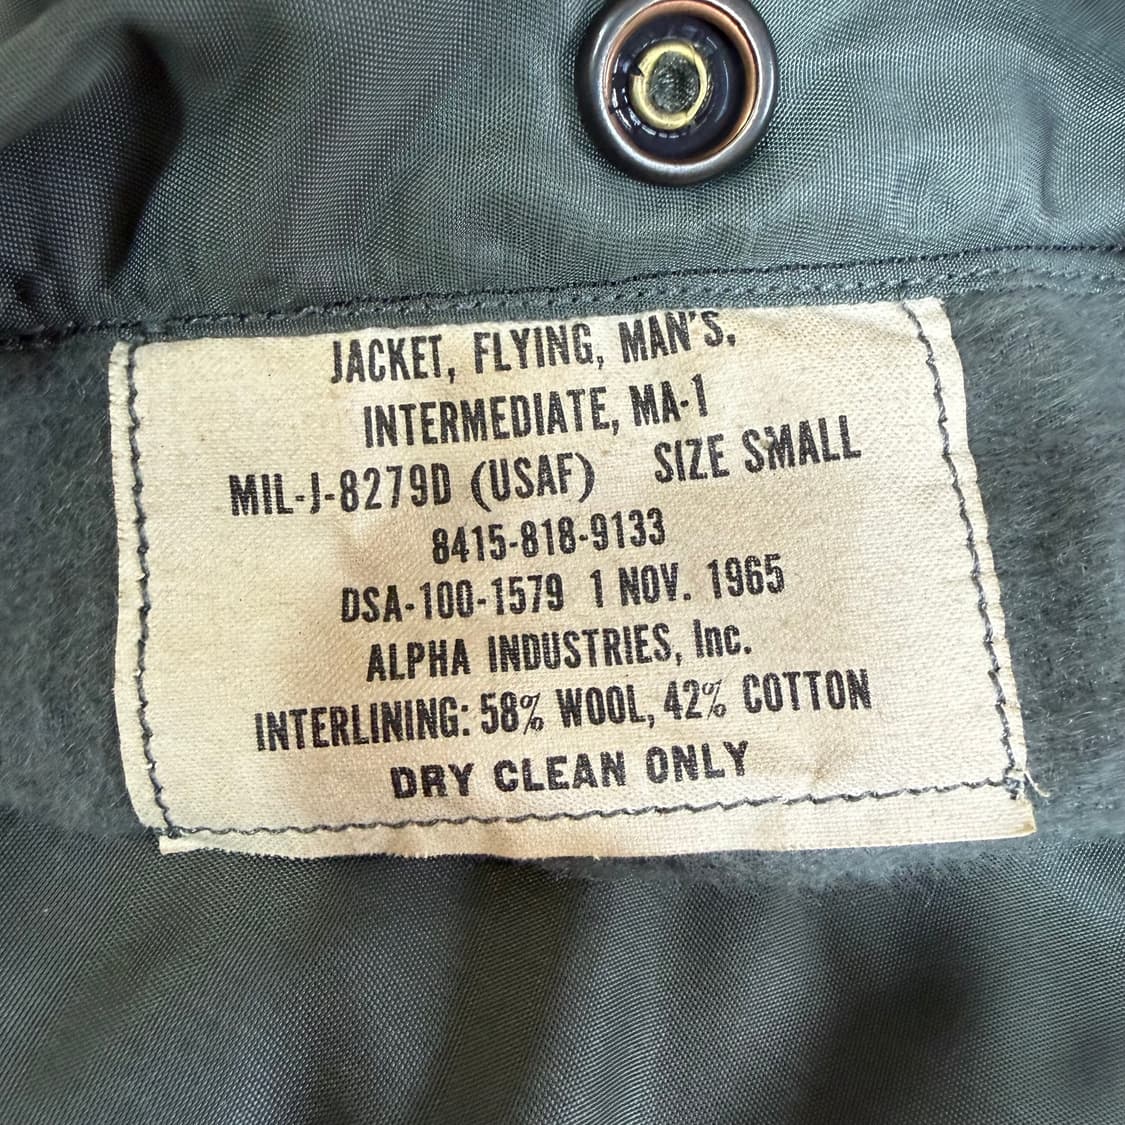 JACKET, FLYING, MAN'S,
INTERMEDIATE, MA-1
MIL-J-8279D (USAF) SIZE SMALL
8415-818-9133
DSA-100-1579 1 NOV. 1965
ALPHA INDUSTRIES, Inc.
INTERLINING: 58% WOOL, 42% COTTON
DRY CLEAN ONLY